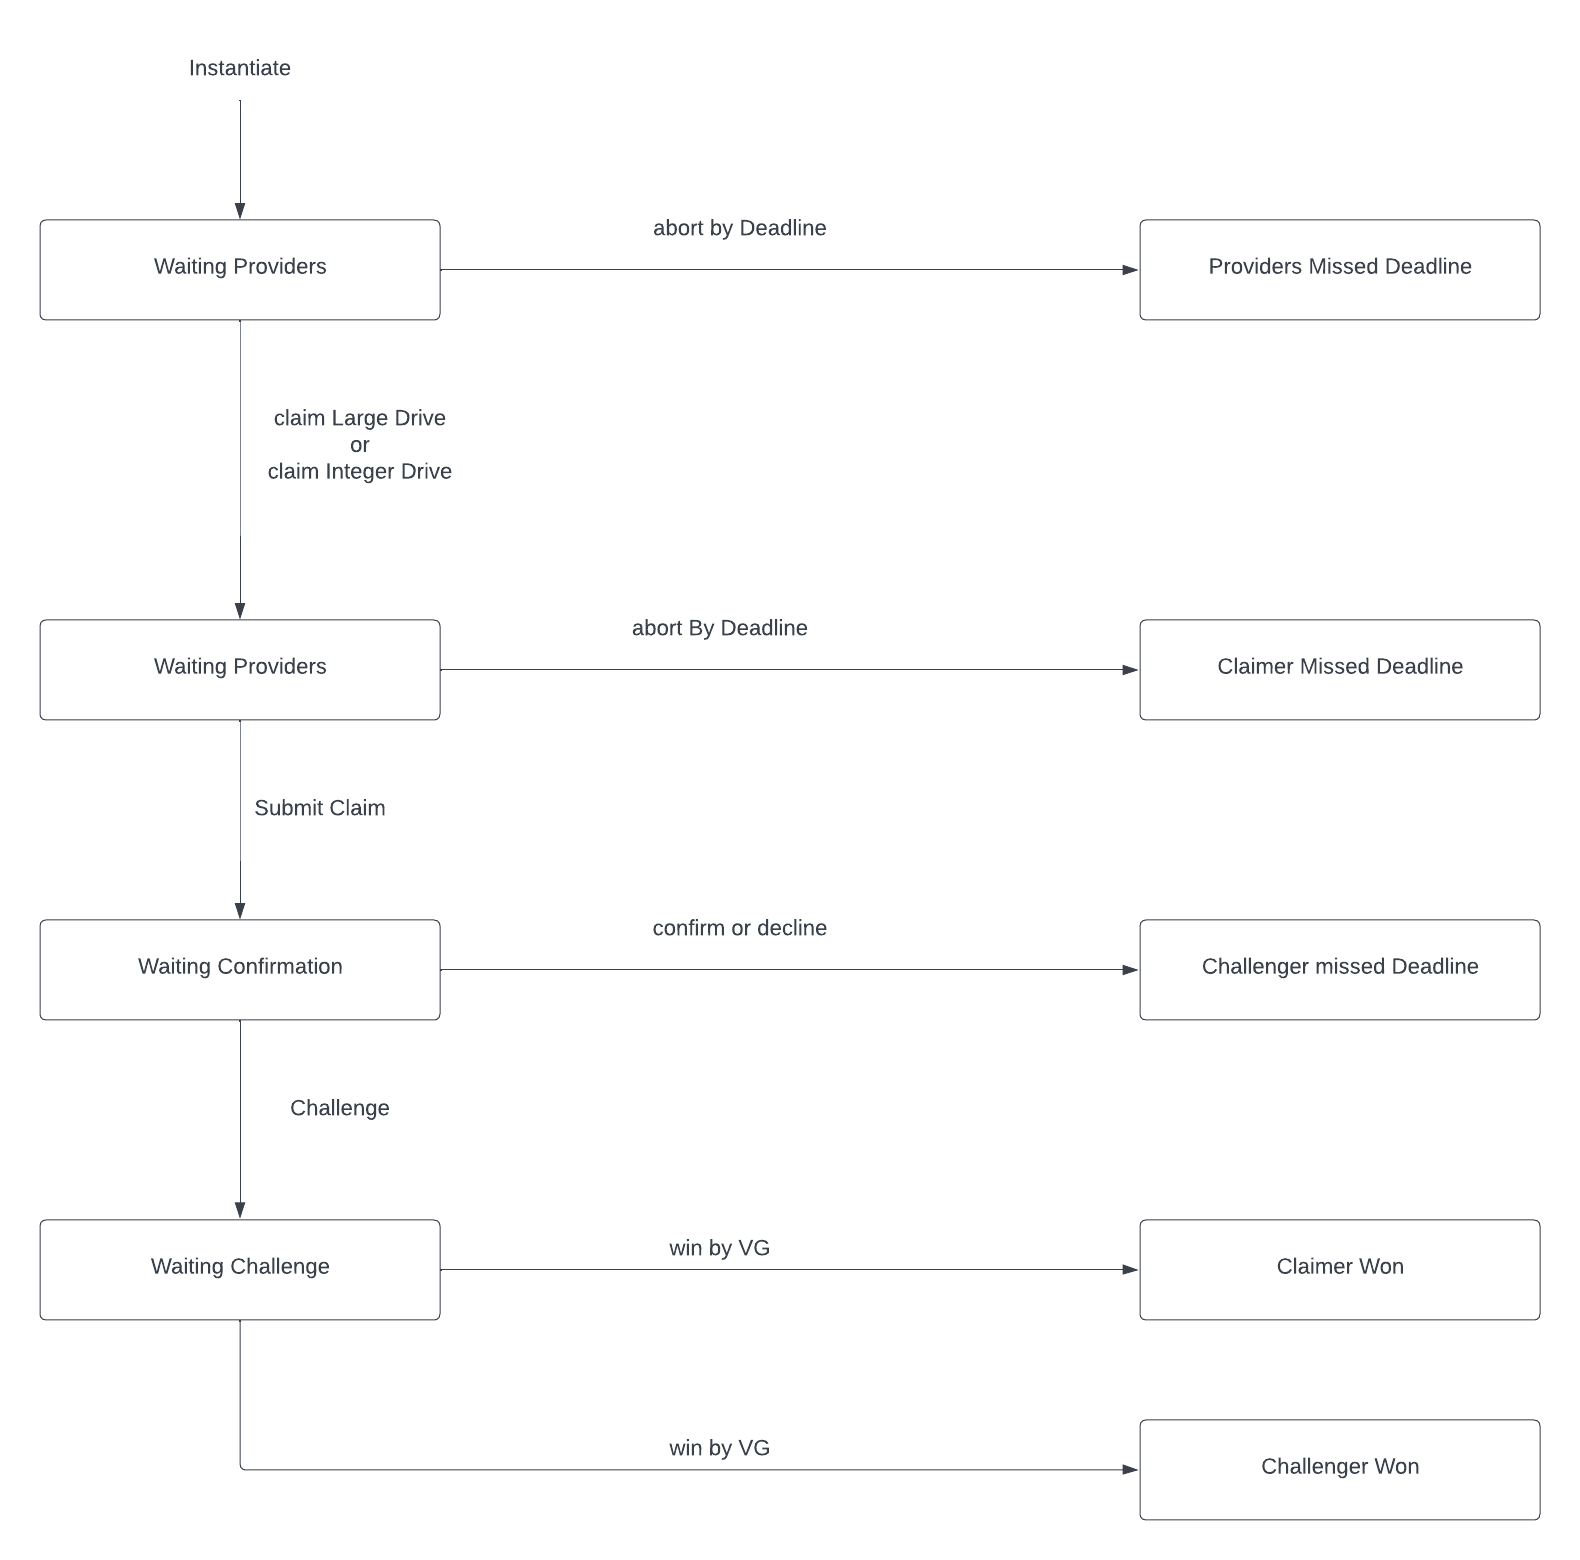 Instantiate
abort by Deadline
Waiting Providers
Providers Missed Deadline
claim Large Drive
or
claim Integer Drive
abort By Deadline
Waiting Providers
Claimer Missed Deadline
Submit Claim
confirm or decline
Waiting Confirmation
Challenger missed Deadline
Challenge
win by VG
Waiting Challenge
Claimer Won
win by VG
Challenger Won